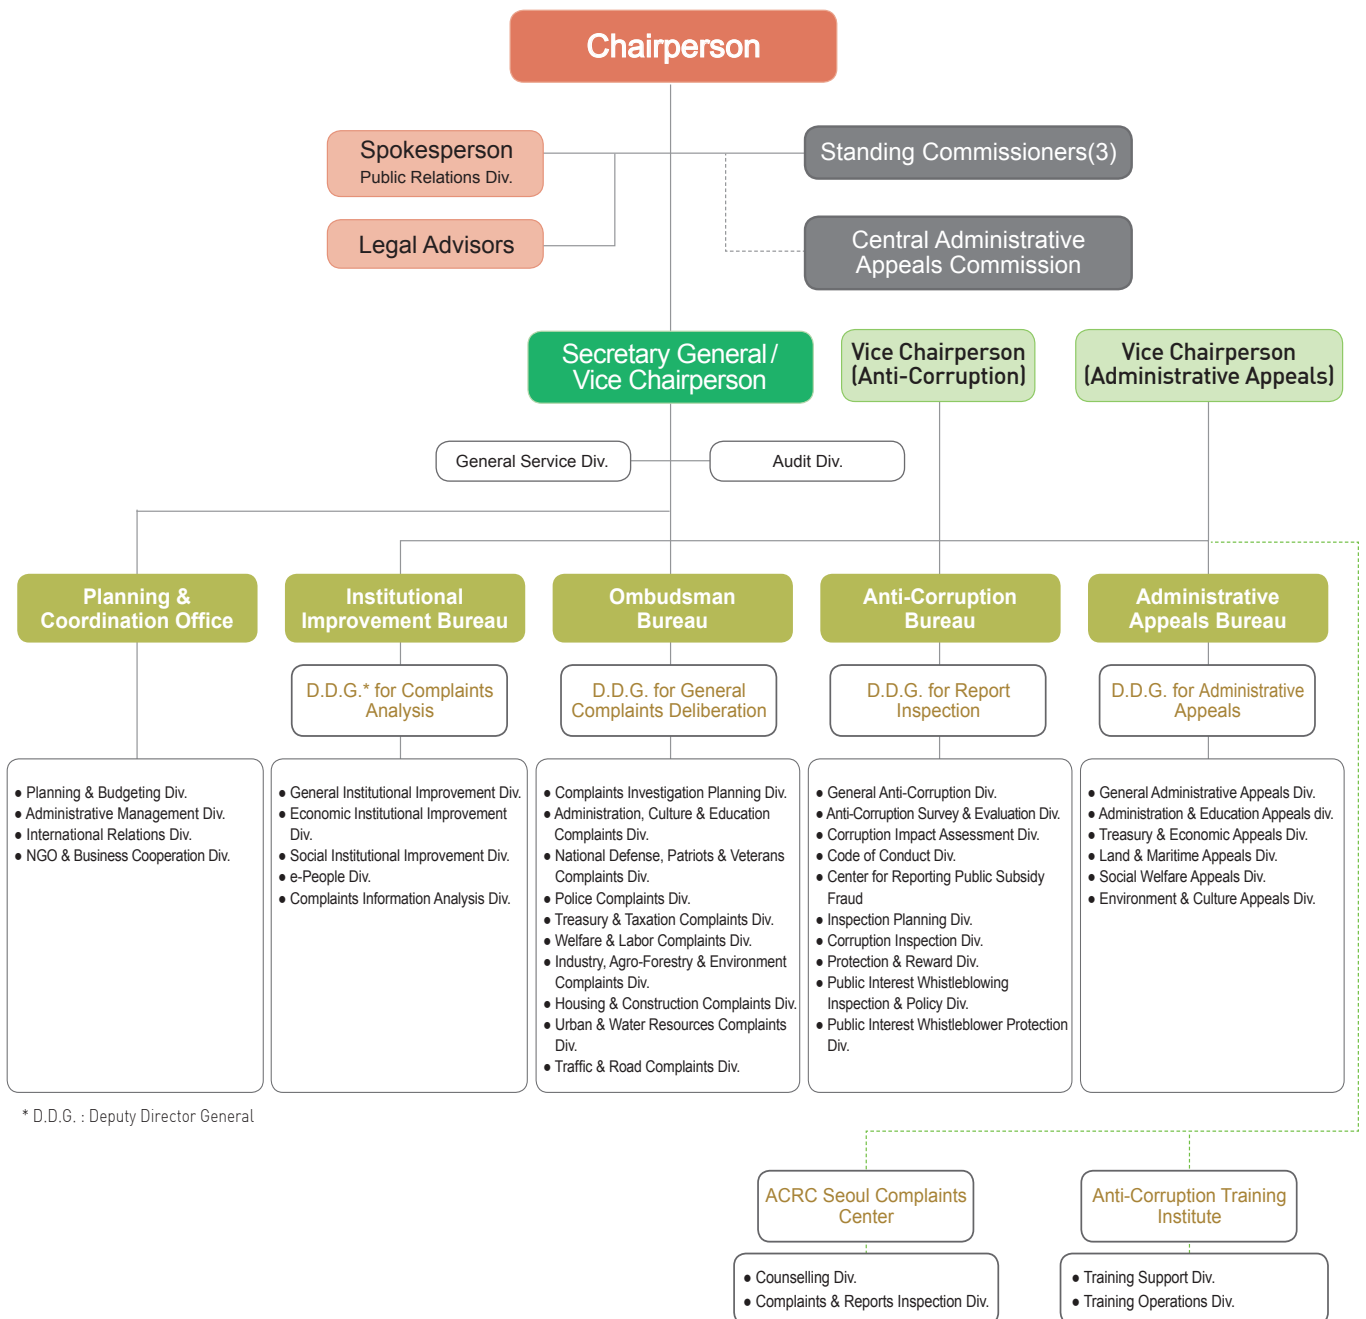 Chairperson
Spokesperson
Public Relations Div.
Legal Advisors
Standing Commissioners(3)
Central Administrative
Appeals Commission
Secretary General /
Vice Chairperson
Vice Chairperson
(Anti-Corruption)
Vice Chairperson
(Administrative Appeals)
General Service Div.
Audit Div.
Planning &
Coordination Office
Institutional
Improvement Bureau
Ombudsman
Bureau
Anti-Corruption
Bureau
Administrative
Appeals Bureau
D.D.G.* for Complaints
Analysis
D.D.G. for General
Complaints Deliberation
D.D.G. for Report
Inspection
D.D.G. for Administrative
Appeals
● Planning & Budgeting Div.
● Administrative Management Div.
● International Relations Div.
● NGO & Business Cooperation Div.
● General Institutional Improvement Div.
● Economic Institutional Improvement
Div.
● Social Institutional Improvement Div.
● e-People Div.
● Complaints Information Analysis Div.
● Complaints Investigation Planning Div.
● Administration, Culture & Education
Complaints Div.
● National Defense, Patriots & Veterans
Complaints Div.
● Police Complaints Div.
● Treasury & Taxation Complaints Div.
● Welfare & Labor Complaints Div.
● Industry, Agro-Forestry & Environment
Complaints Div.
● Housing & Construction Complaints Div.
● Urban & Water Resources Complaints
Div.
● Traffic & Road Complaints Div.
● General Anti-Corruption Div.
● Anti-Corruption Survey & Evaluation Div.
● Corruption Impact Assessment Div.
● Code of Conduct Div.
● Center for Reporting Public Subsidy
Fraud
● Inspection Planning Div.
● Corruption Inspection Div.
● Protection & Reward Div.
● Public Interest Whistleblowing
Inspection & Policy Div.
● Public Interest Whistleblower Protection
Div.
● General Administrative Appeals Div.
● Administration & Education Appeals div.
● Treasury & Economic Appeals Div.
● Land & Maritime Appeals Div.
● Social Welfare Appeals Div.
● Environment & Culture Appeals Div.
* D.D.G. : Deputy Director General
ACRC Seoul Complaints
Center
Anti-Corruption Training
Institute
● Counselling Div.
● Complaints & Reports Inspection Div.
● Training Support Div.
● Training Operations Div.